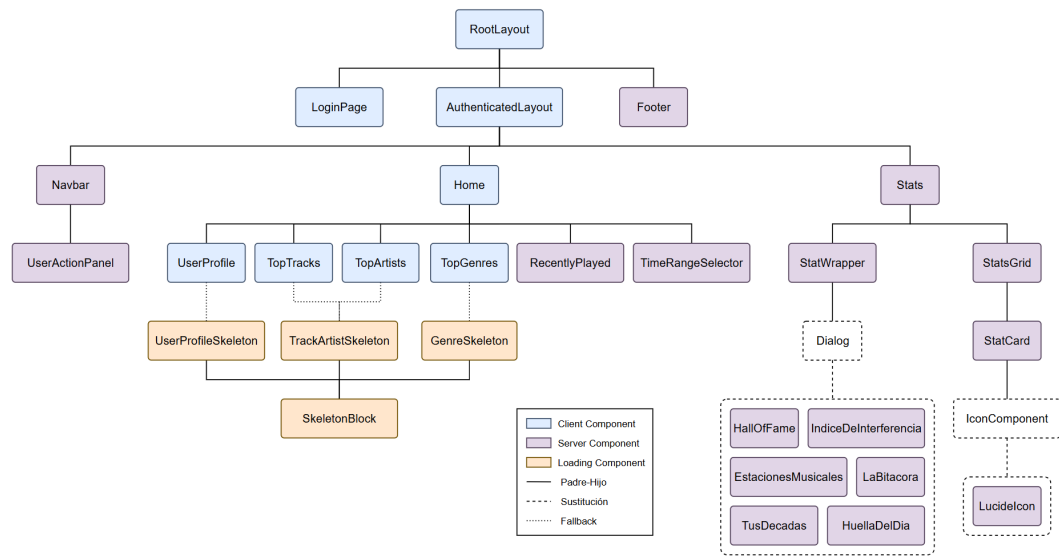 RootLayout
LoginPage
AuthenticatedLayout
Footer
Navbar
Home
Stats
UserActionPanel
UserProfile
TopTracks
TopArtists
TopGenres
RecentlyPlayed
TimeRangeSelector
StatWrapper
StatsGrid
UserProfileSkeleton
TrackArtistSkeleton
GenreSkeleton
Dialog
StatCard
SkeletonBlock
Client Component
Server Component
Loading Component
Padre-Hijo
Sustitución
Fallback
HallOfFame
IndiceDeInterferencia
EstacionesMusicales
LaBitacora
TusDecadas
HuellaDelDia
IconComponent
LucideIcon